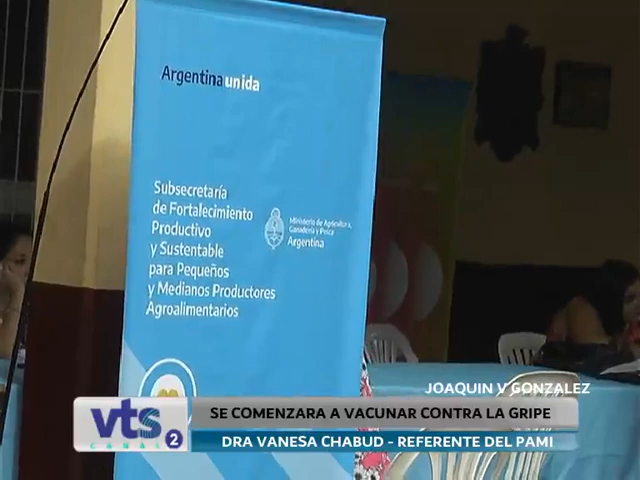 Argentina unida
Subsecretaría
de Fortalecimiento
Productivo
y Sustentable
para Pequeños
y Medianos Productores
Agroalimentarios
Ministerio de Agricultura,
Ganadería y Pesca
Argentina
JOAQUIN V GONZALEZ
SE COMENZARA A VACUNAR CONTRA LA GRIPE
DRA VANESA CHABUD - REFERENTE DEL PAMI
vts
CANAL 2